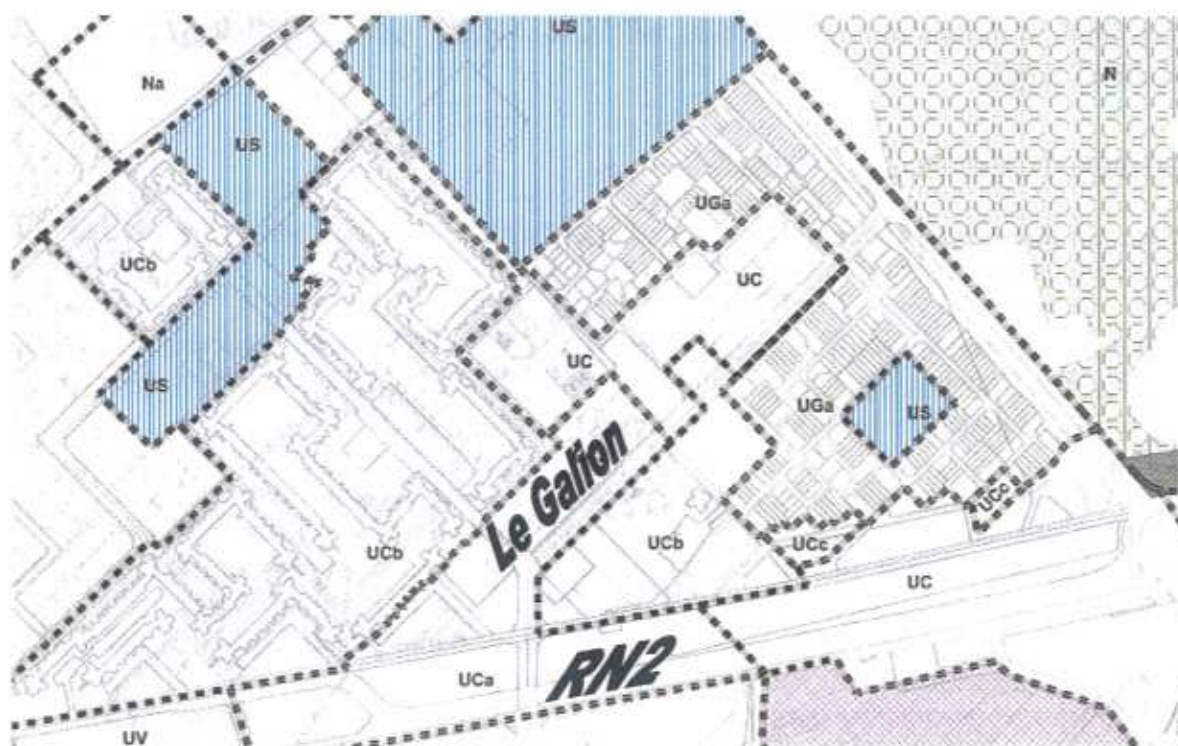 US
N
Na
US
UGa
UCb
UC
UC
US
UGa
US
Le Galion
UCc
UCb
UCb
UCc
UC
RN2
UCa
UV